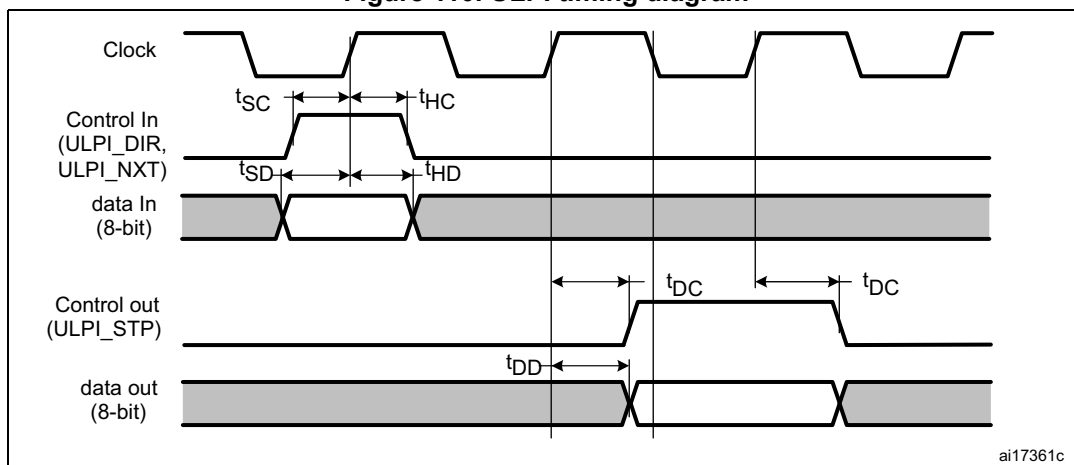 Figure ULPI timing diagram
Clock
Control In
(ULPI_DIR,
ULPI_NXT)
tSC
tHC
tSD
tHD
data In
(8-bit)
Control out
(ULPI_STP)
tDC
tDC
tDD
data out
(8-bit)
ai17361c